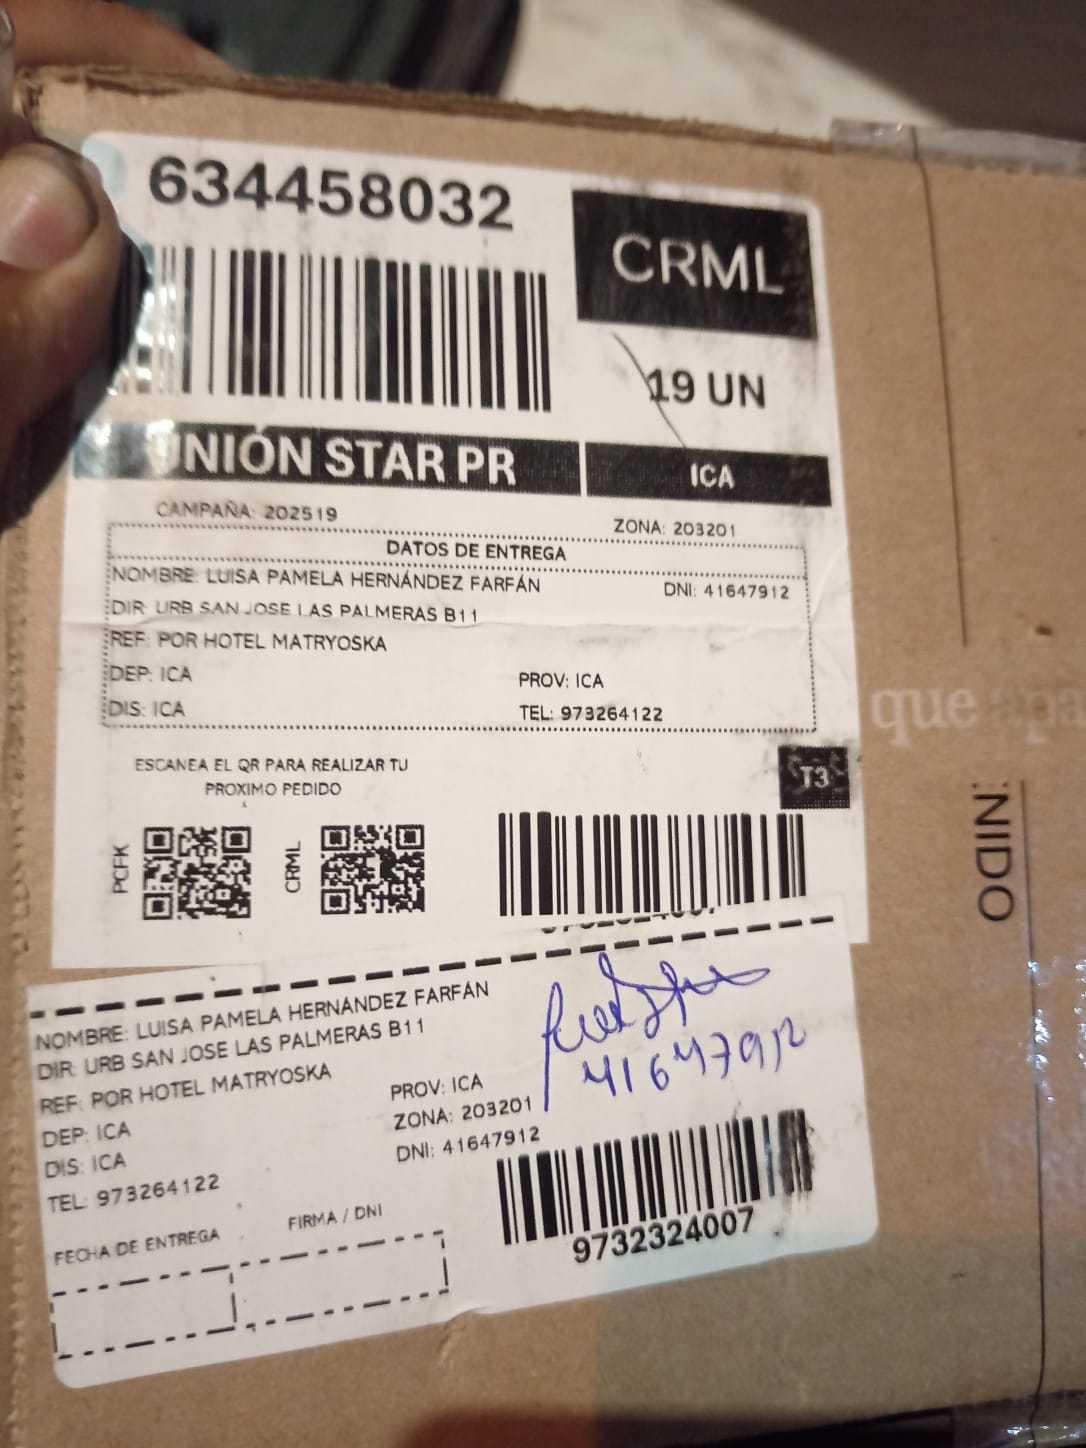 634458032
CRML
19 UN
UNIÓN STAR PR
ICA
CAMPAÑA: 202519
ZONA: 203201
DATOS DE ENTREGA
NOMBRE: LUISA PAMELA HERNÁNDEZ FARFÁN
DNI: 41647912
DIR: URB SAN JOSE LAS PALMERAS B11
REF: POR HOTEL MATRYOSKA
DEP: ICA
PROV: ICA
DIS: ICA
TEL: 973264122
ESCANEA EL QR PARA REALIZAR TU
PROXIMO PEDIDO
T3
PCFK
CRML
NOMBRE: LUISA PAMELA HERNÁNDEZ FARFÁN
DIR: URB SAN JOSE LAS PALMERAS B11
REF: POR HOTEL MATRYOSKA
DEP: ICA
PROV: ICA
DIS: ICA
ZONA: 203201
TEL: 973264122
DNI: 41647912
41647912
FECHA DE ENTREGA
FIRMA / DNI
9732324007
que